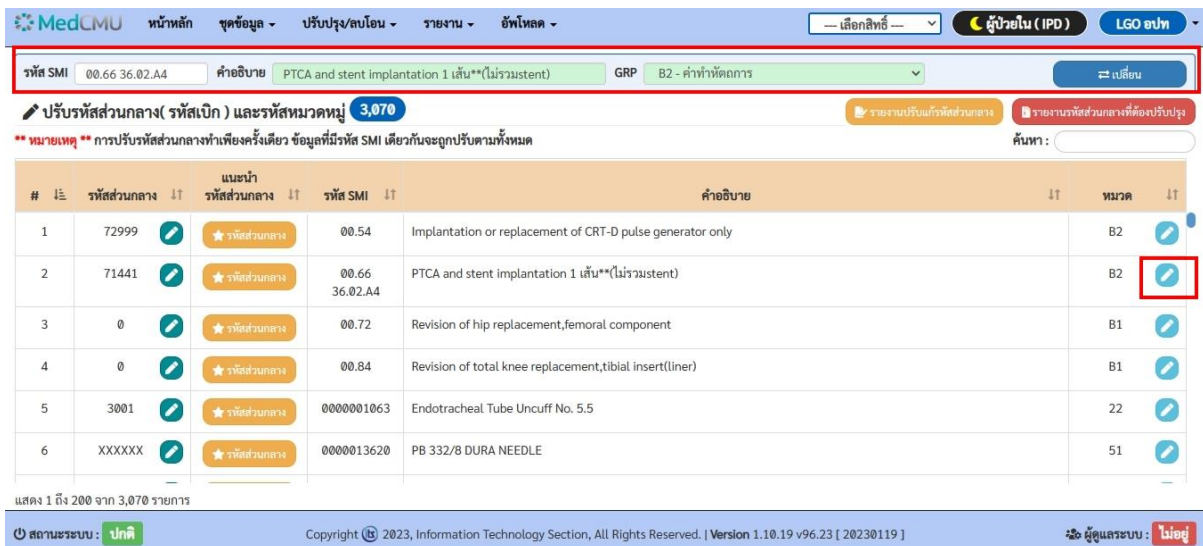 MedCMU หน้าหลัก ชุดข้อมูล ปรับปรุง/ลบโอน รายงาน อัพโหลด --- เลือกสิทธิ์ --- ผู้ป่วยใน ( IPD ) LGO อปท
รหัส SMI 00.66 36.02.A4 คำอธิบาย PTCA and stent implantation 1 เส้น**(ไม่รวมstent) GRP B2 - ค่าทำหัตถการ เปลี่ยน
ปรับรหัสส่วนกลาง( รหัสเบิก ) และรหัสหมวดหมู่ 3,070 รายงานปรับแก้รหัสส่วนกลาง รายงานรหัสส่วนกลางที่ต้องปรับปรุง
** หมายเหตุ ** การปรับรหัสส่วนกลางทำเพียงครั้งเดียว ข้อมูลที่มีรหัส SMI เดียวกันจะถูกปรับตามทั้งหมด ค้นหา :
# รหัสส่วนกลาง แนะนำ รหัสส่วนกลาง รหัส SMI คำอธิบาย หมวด
1 72999 รหัสส่วนกลาง 00.54 Implantation or replacement of CRT-D pulse generator only B2
2 71441 รหัสส่วนกลาง 00.66 PTCA and stent implantation 1 เส้น**(ไม่รวมstent) B2
36.02.A4
3 0 รหัสส่วนกลาง 00.72 Revision of hip replacement,femoral component B1
4 0 รหัสส่วนกลาง 00.84 Revision of total knee replacement,tibial insert(liner) B1
5 3001 รหัสส่วนกลาง 0000001063 Endotracheal Tube Uncuff No. 5.5 22
6 XXXXXX รหัสส่วนกลาง 0000013620 PB 332/8 DURA NEEDLE 51
แสดง 1 ถึง 200 จาก 3,070 รายการ
สถานะระบบ : ปกติ Copyright 2023, Information Technology Section, All Rights Reserved. | Version 1.10.19 v96.23 [ 20230119 ] ผู้ดูแลระบบ : ไม่อยู่